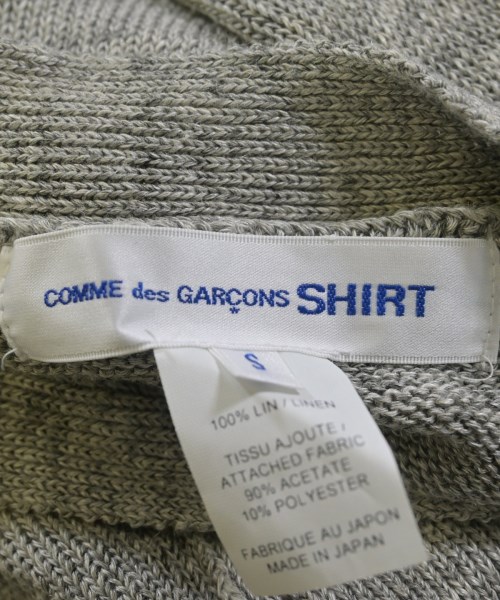 COMME des GARÇONS SHIRT
*
S
100% LIN / LINEN
TISSU AJOUTE /
ATTACHED FABRIC
90% ACETATE
10% POLYESTER
FABRIQUE AU JAPON
MADE IN JAPAN